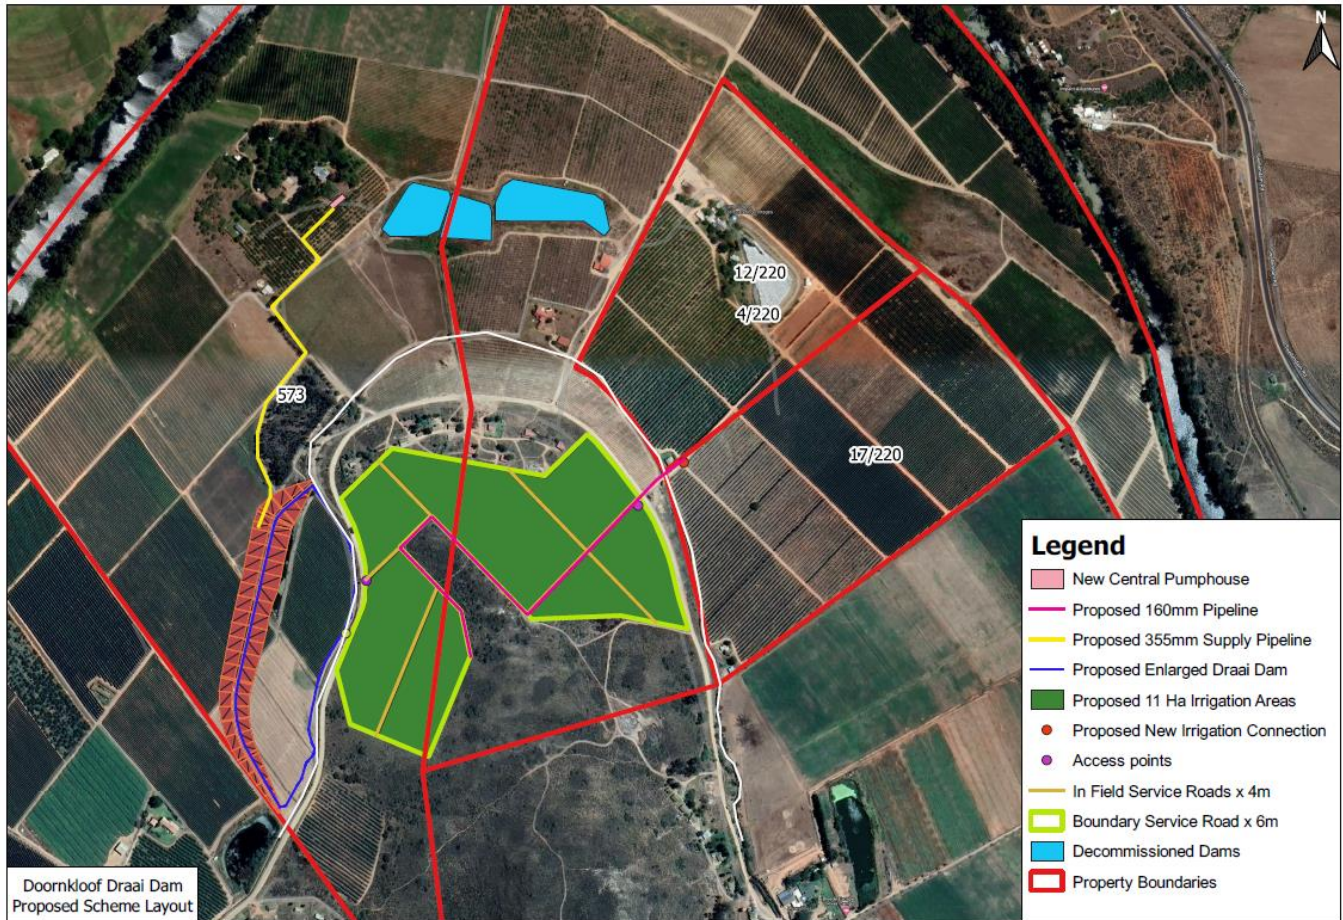 N
12/220
4/220
573
17/220
Legend
New Central Pumphouse
Proposed 160mm Pipeline
Proposed 355mm Supply Pipeline
Proposed Enlarged Draai Dam
Proposed 11 Ha Irrigation Areas
Proposed New Irrigation Connection
Access points
In Field Service Roads x 4m
Boundary Service Road x 6m
Decommissioned Dams
Property Boundaries
Doornkloof Draai Dam
Proposed Scheme Layout